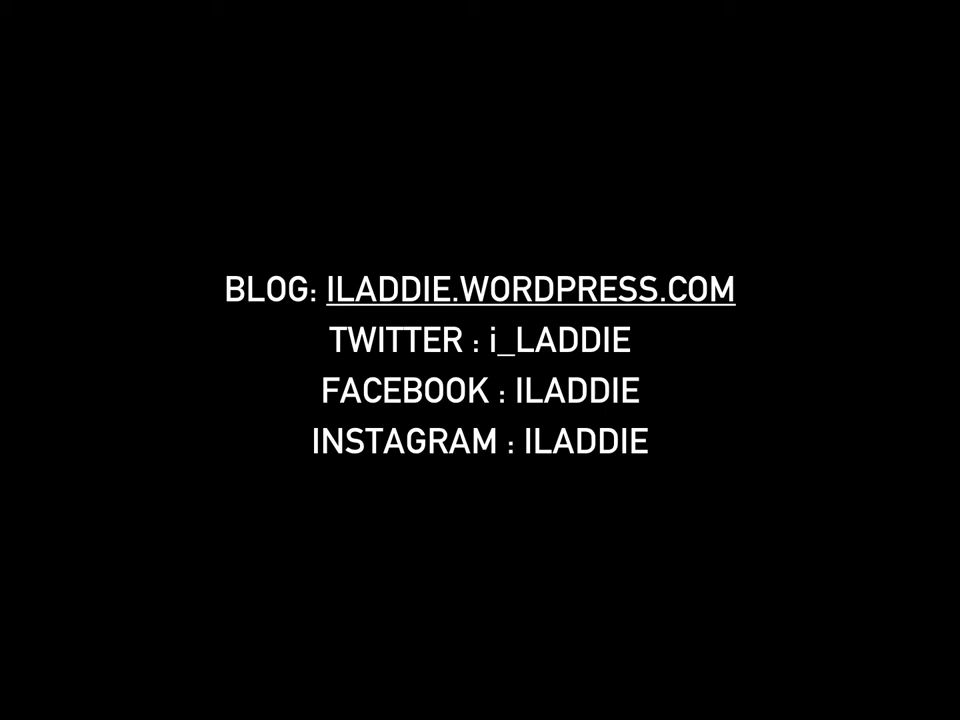 BLOG: ILADDIE.WORDPRESS.COM
TWITTER : i_LADDIE
FACEBOOK : ILADDIE
INSTAGRAM : ILADDIE